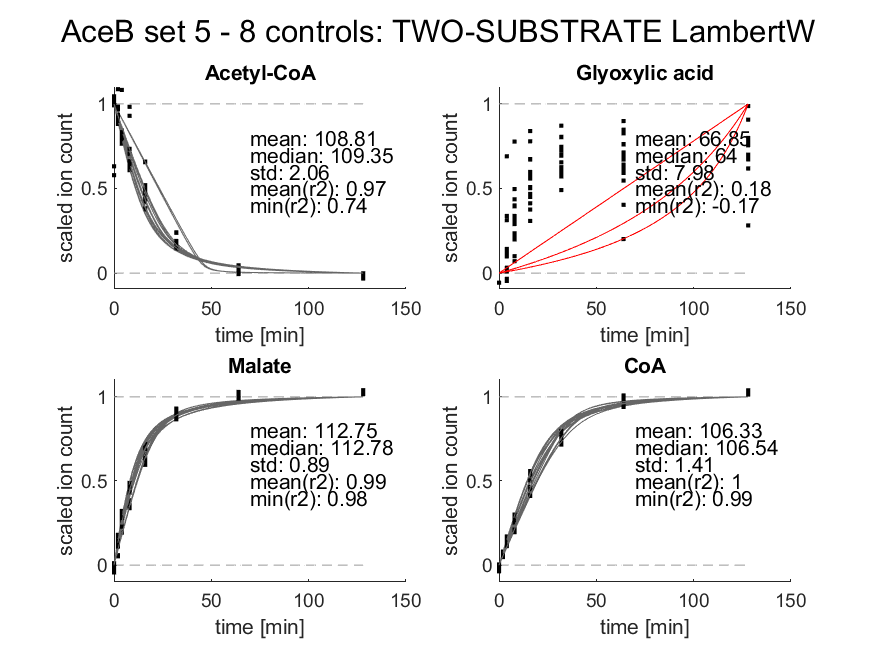 AceB set 5 - 8 controls: TWO-SUBSTRATE LambertW
Acetyl-CoA
scaled ion count
1
0.5
0
mean: 108.81
median: 109.35
std: 2.06
mean(r2): 0.97
min(r2): 0.74
0 50 100 150
time [min]
Glyoxylic acid
scaled ion count
1
0.5
0
mean: 66.85
median: 64
std: 7.98
mean(r2): 0.18
min(r2): -0.17
0 50 100 150
time [min]
Malate
scaled ion count
1
0.5
0
mean: 112.75
median: 112.78
std: 0.89
mean(r2): 0.99
min(r2): 0.98
0 50 100 150
time [min]
CoA
scaled ion count
1
0.5
0
mean: 106.33
median: 106.54
std: 1.41
mean(r2): 1
min(r2): 0.99
0 50 100 150
time [min]